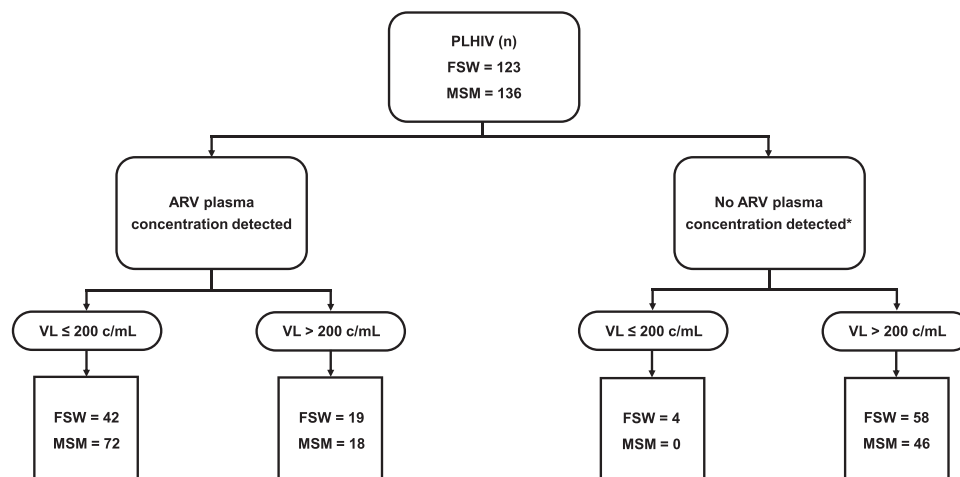 PLHIV (n)
FSW = 123
MSM = 136
ARV plasma
concentration detected
No ARV plasma
concentration detected*
VL ≤ 200 c/mL
VL > 200 c/mL
VL ≤ 200 c/mL
VL > 200 c/mL
FSW = 42
MSM = 72
FSW = 19
MSM = 18
FSW = 4
MSM = 0
FSW = 58
MSM = 46